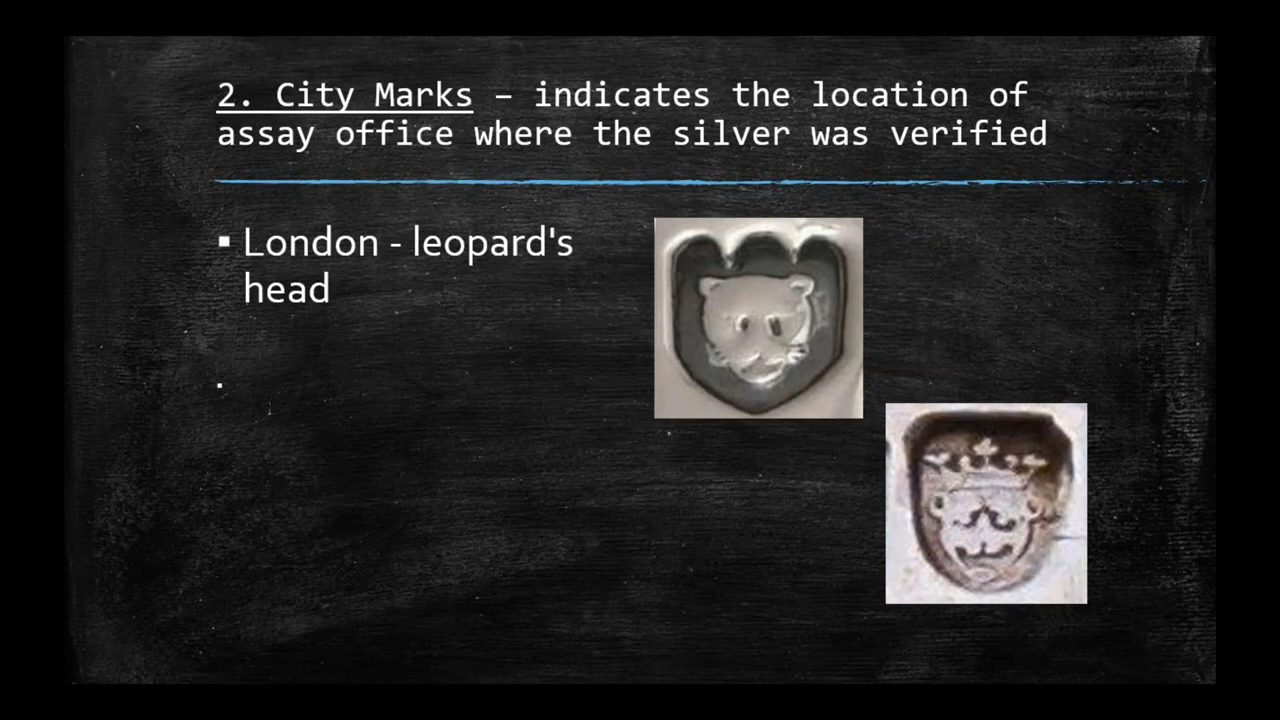 2. City Marks – indicates the location of
assay office where the silver was verified
▪ London - leopard's
head
.